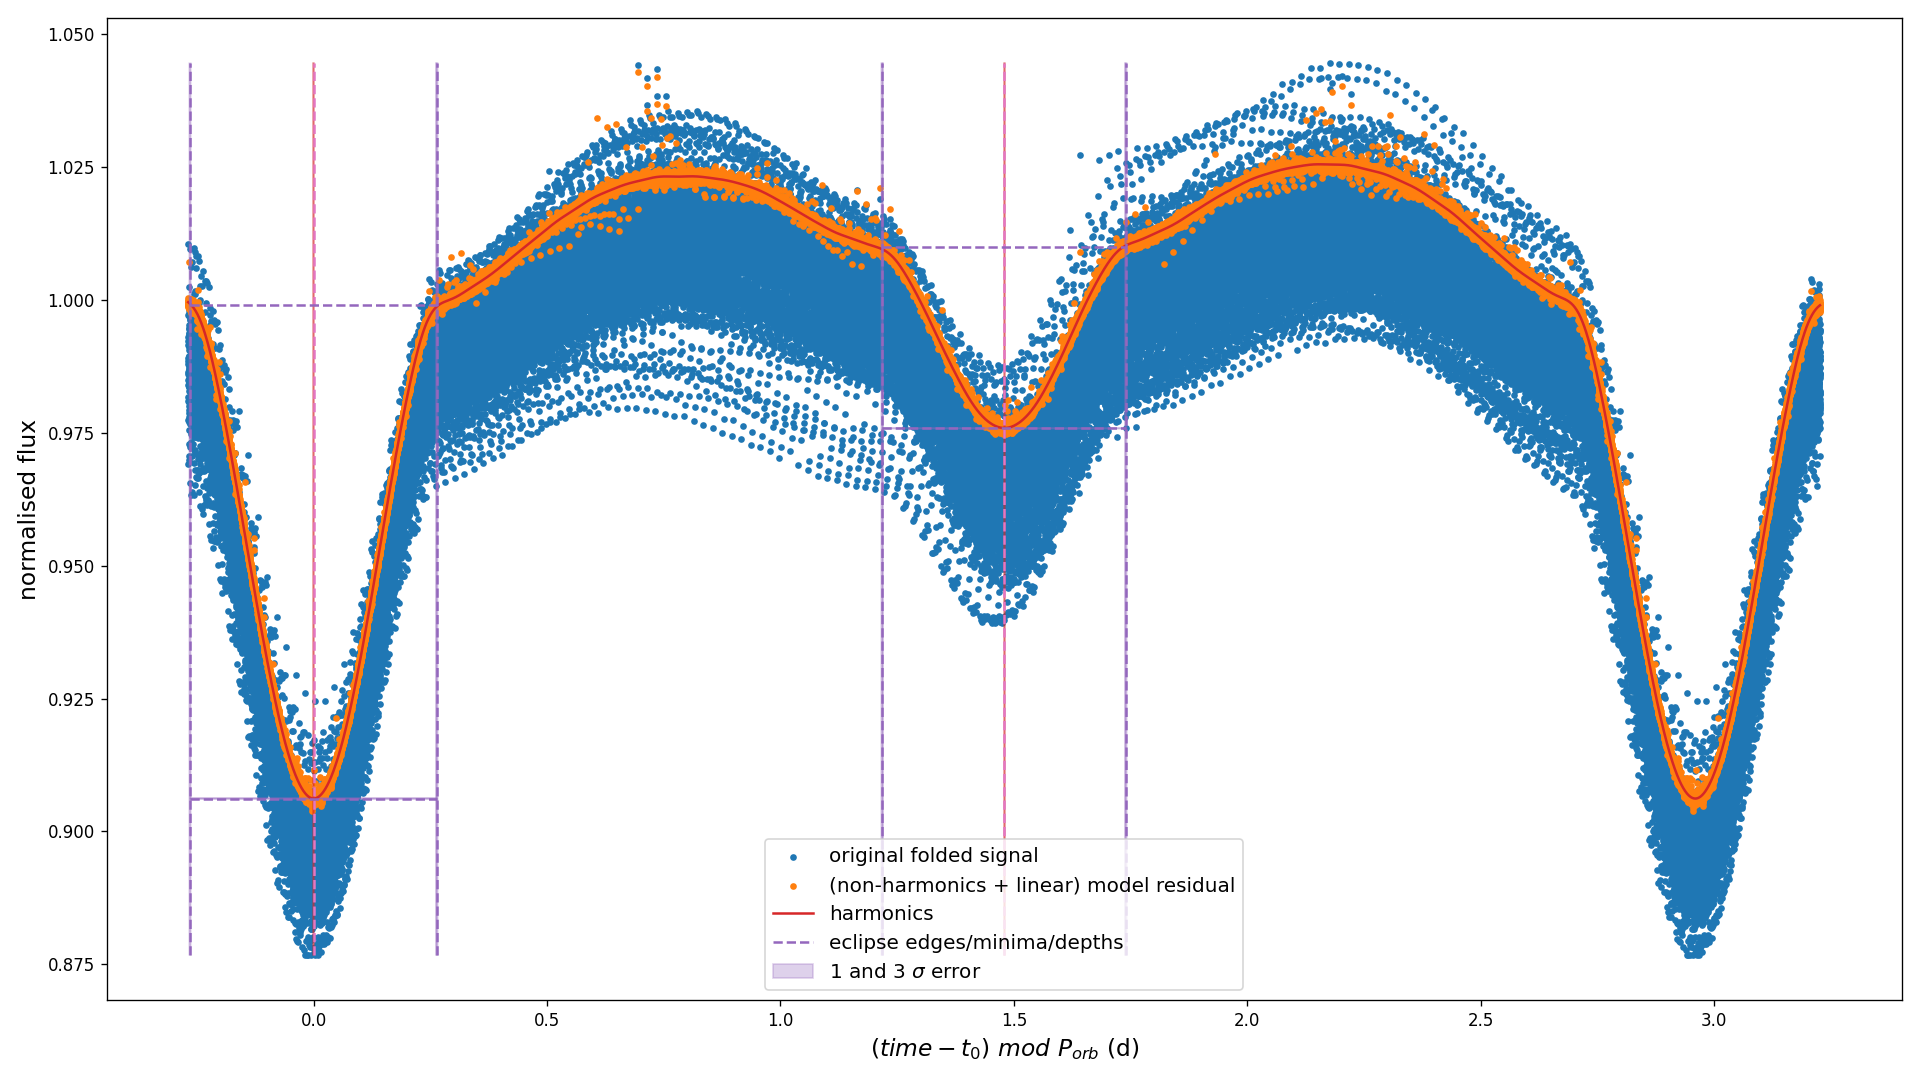 1.050
1.025
1.000
0.975
0.950
0.925
0.900
0.875
normalised flux
original folded signal
(non-harmonics + linear) model residual
harmonics
eclipse edges/minima/depths
1 and 3 σ error
0.0 0.5 1.0 1.5 2.0 2.5 3.0
(time − t₀) mod Pₒᵣb (d)